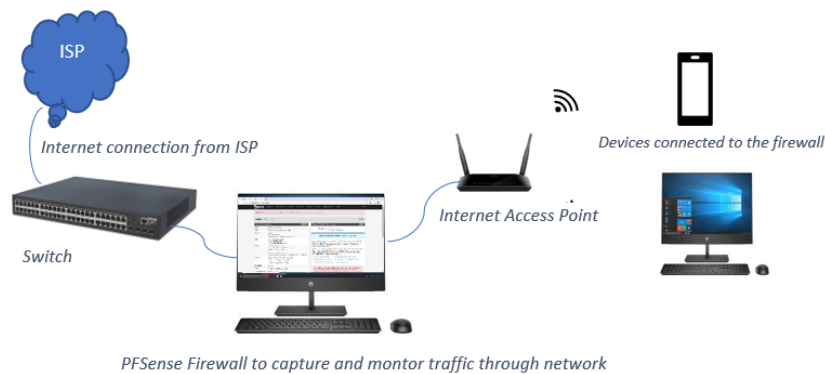 ISP
Internet connection from ISP
Devices connected to the firewall
Internet Access Point
Switch
PFSense Firewall to capture and montor traffic through network